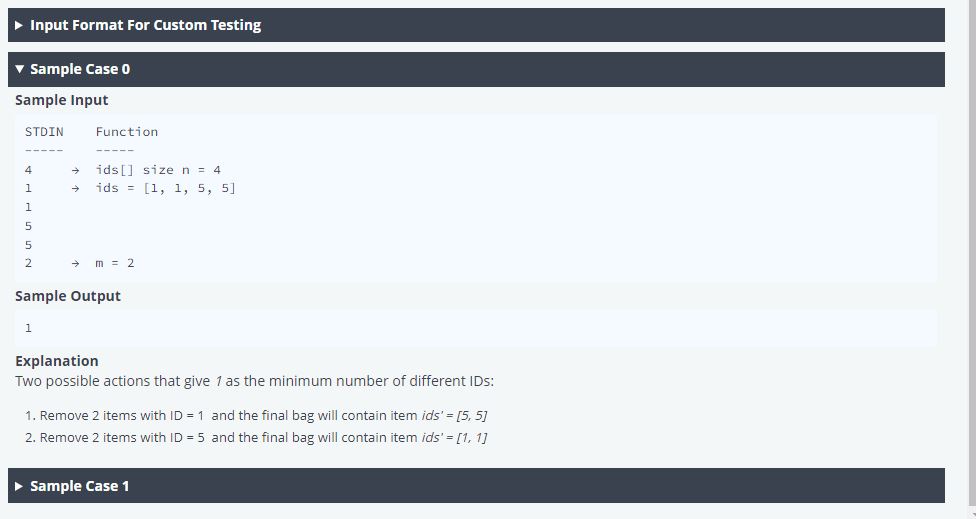 ▶ Input Format For Custom Testing
▼ Sample Case 0
Sample Input
STDIN    Function
-----    -----
4     →  ids[] size n = 4
1     →  ids = [1, 1, 5, 5]
1
5
5
2     →  m = 2
Sample Output
1
Explanation
Two possible actions that give 1 as the minimum number of different IDs:
1. Remove 2 items with ID = 1  and the final bag will contain item ids' = [5, 5]
2. Remove 2 items with ID = 5  and the final bag will contain item ids' = [1, 1]
▶ Sample Case 1